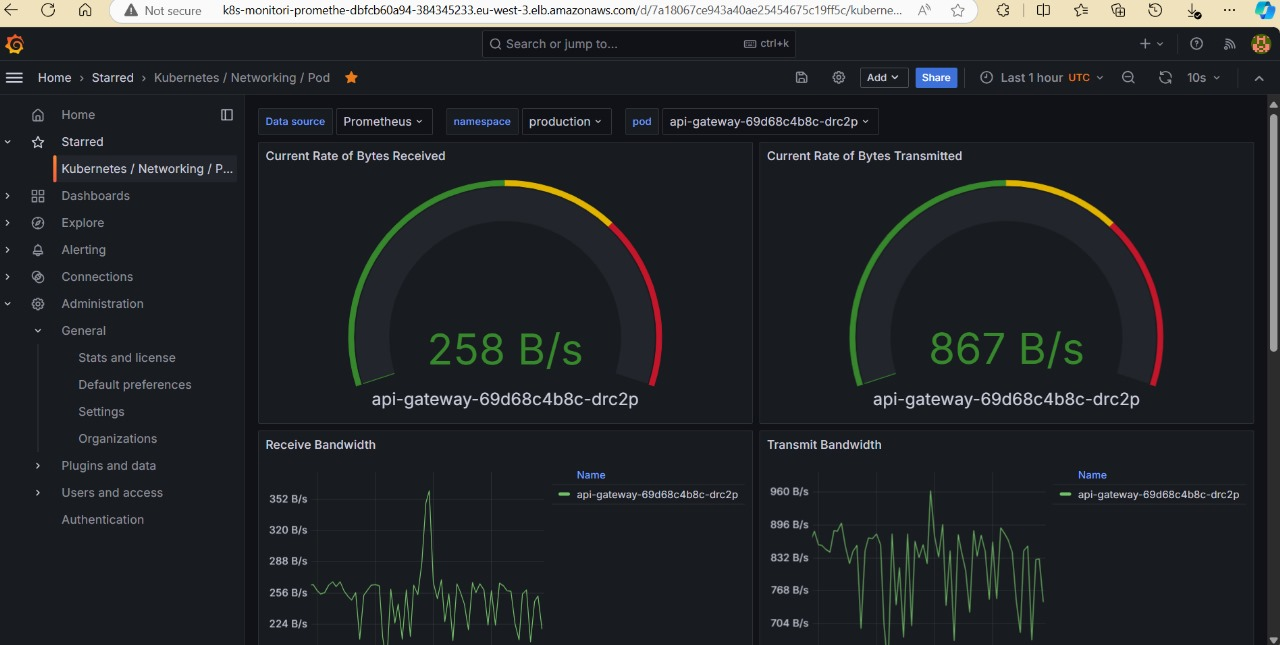 Not secure
k8s-monitori-promethe-dbfcb60a94-384345233.eu-west-3.elb.amazonaws.com/d/7a18067ce943a40ae25454675c19ff5c/kuberne...
Search or jump to...
ctrl+k
Home › Starred › Kubernetes / Networking / Pod
Add
Share
Last 1 hour UTC
10s
Home
Starred
Kubernetes / Networking / P...
Dashboards
Explore
Alerting
Connections
Administration
General
Stats and license
Default preferences
Settings
Organizations
Plugins and data
Users and access
Authentication
Data source Prometheus namespace production pod api-gateway-69d68c4b8c-drc2p
Current Rate of Bytes Received
258 B/s
api-gateway-69d68c4b8c-drc2p
Current Rate of Bytes Transmitted
867 B/s
api-gateway-69d68c4b8c-drc2p
Receive Bandwidth
352 B/s
320 B/s
288 B/s
256 B/s
224 B/s
Name
api-gateway-69d68c4b8c-drc2p
Transmit Bandwidth
960 B/s
896 B/s
832 B/s
768 B/s
704 B/s
Name
api-gateway-69d68c4b8c-drc2p